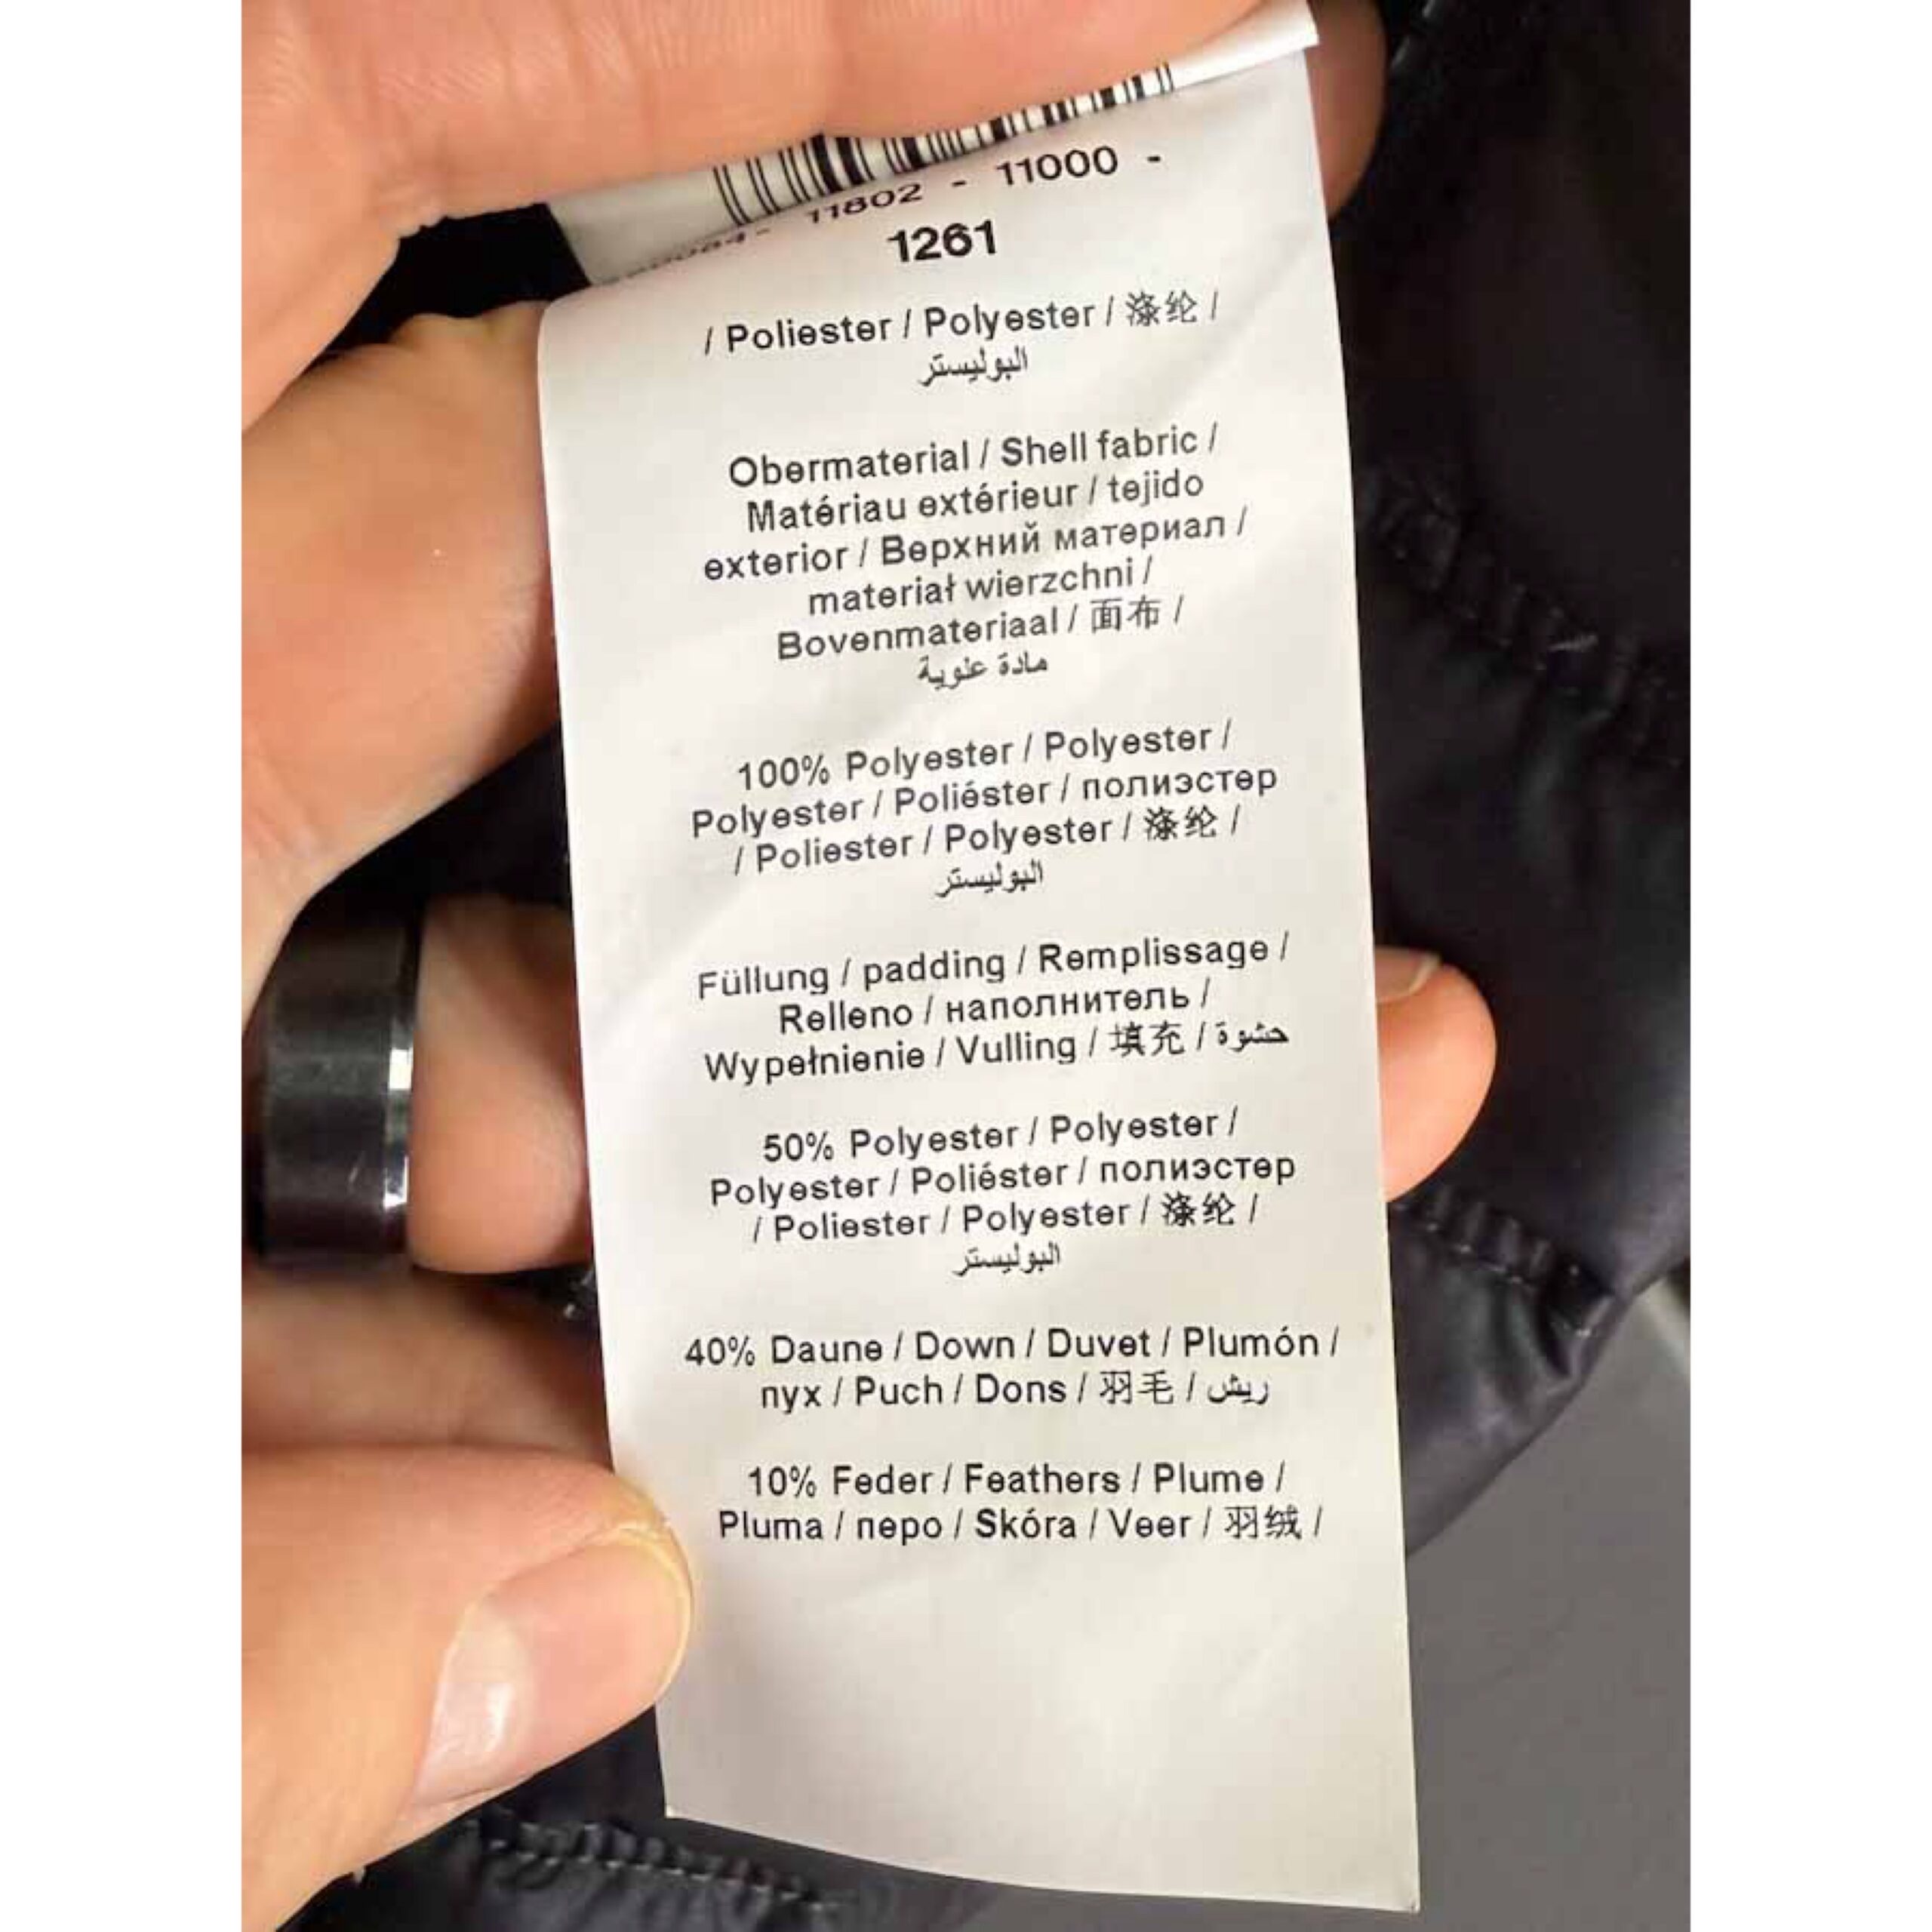 11802 - 11000 -
1261
/ Poliester / Polyester / 涤纶 /
البوليستر
Obermaterial / Shell fabric /
Matériau extérieur / tejido
exterior / Верхний материал /
materiał wierzchni /
Bovenmateriaal / 面布 /
مادة علوية
100% Polyester / Polyester /
Polyester / Poliéster / полиэстер
/ Poliester / Polyester / 涤纶 /
البوليستر
Füllung / padding / Remplissage /
Relleno / наполнитель /
Wypełnienie / Vulling / 填充 / حشوة
50% Polyester / Polyester /
Polyester / Poliéster / полиэстер
/ Poliester / Polyester / 涤纶 /
البوليستر
40% Daune / Down / Duvet / Plumón /
пух / Puch / Dons / 羽毛 / ريش
10% Feder / Feathers / Plume /
Pluma / перо / Skóra / Veer / 羽绒 /